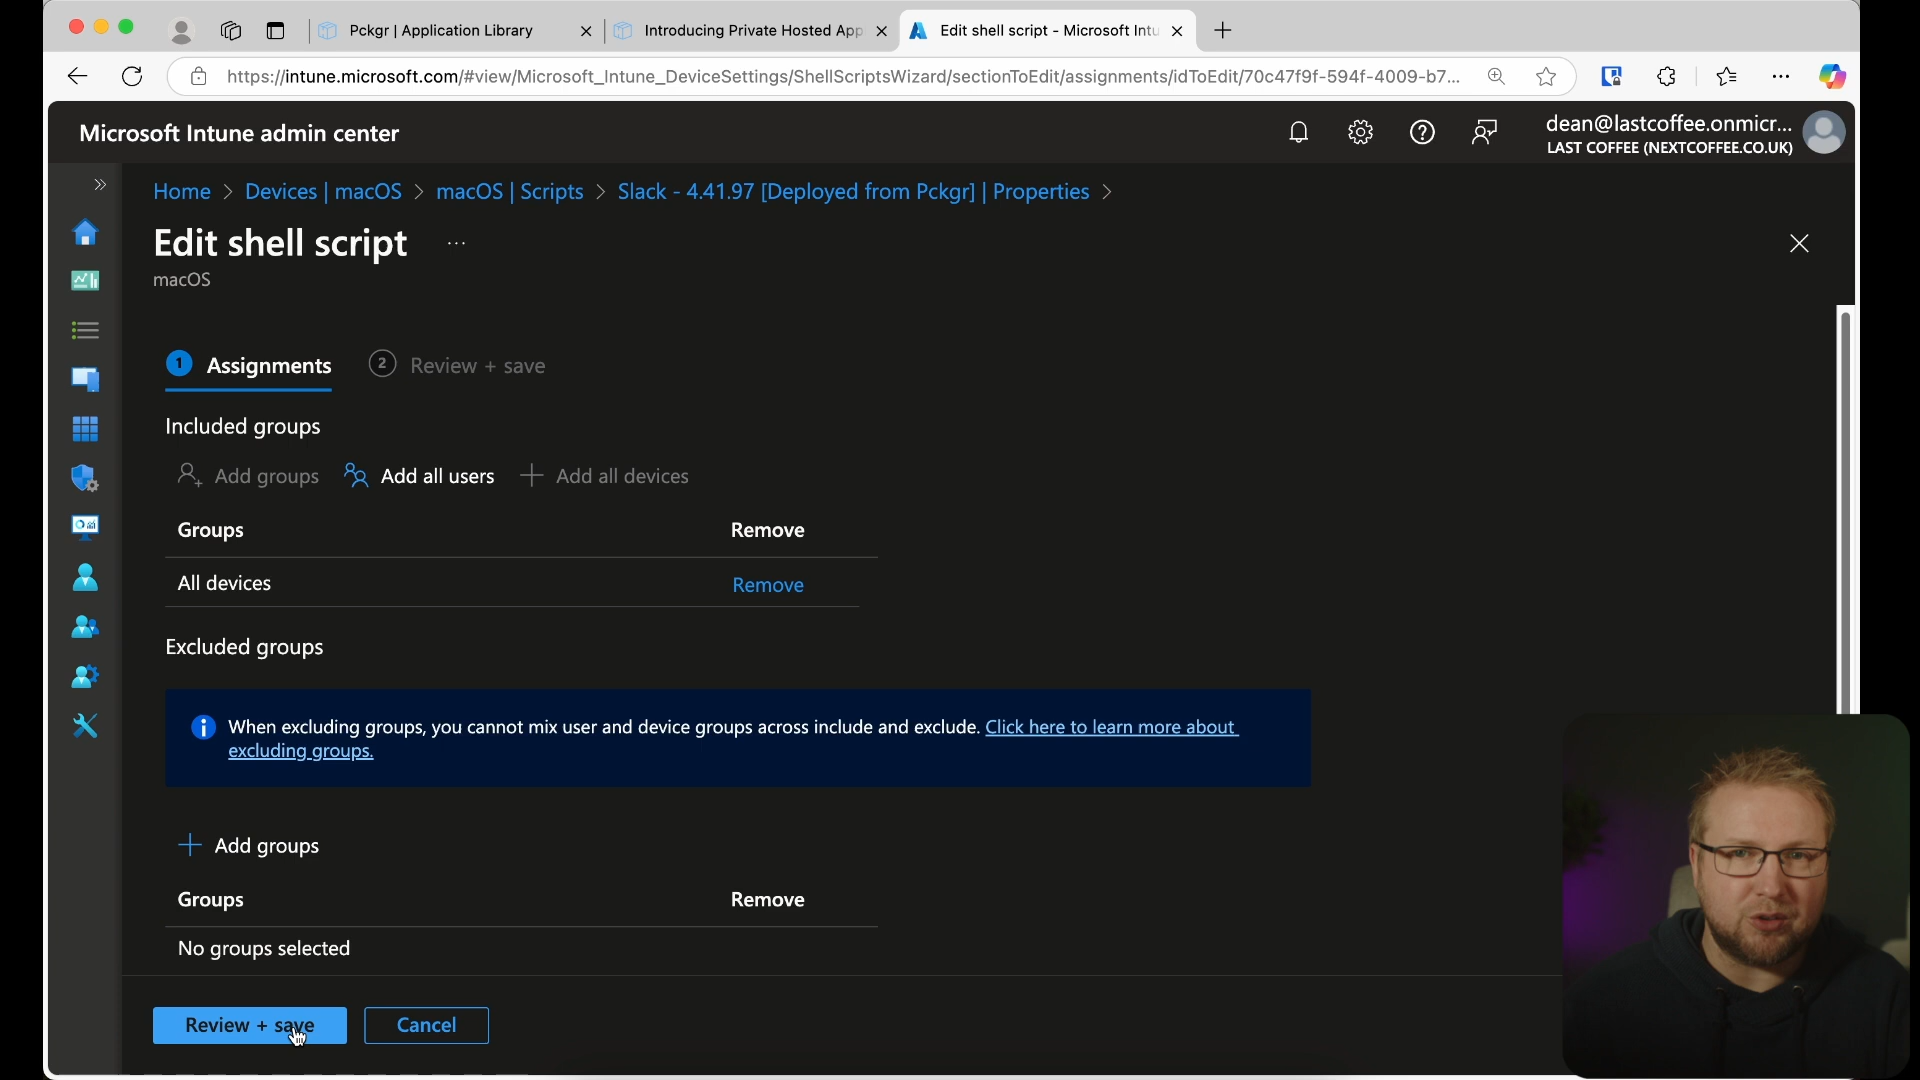 Pckgr | Application Library
Introducing Private Hosted App
Edit shell script - Microsoft Intu
https://intune.microsoft.com/#view/Microsoft_Intune_DeviceSettings/ShellScriptsWizard/sectionToEdit/assignments/idToEdit/70c47f9f-594f-4009-b7...
Microsoft Intune admin center
dean@lastcoffee.onmicr...
LAST COFFEE (NEXTCOFFEE.CO.UK)
Home > Devices | macOS > macOS | Scripts > Slack - 4.41.97 [Deployed from Pckgr] | Properties >
Edit shell script ...
macOS
1 Assignments 2 Review + save
Included groups
Add groups Add all users Add all devices
Groups Remove
All devices Remove
Excluded groups
When excluding groups, you cannot mix user and device groups across include and exclude. Click here to learn more about
excluding groups.
Add groups
Groups Remove
No groups selected
Review + save Cancel